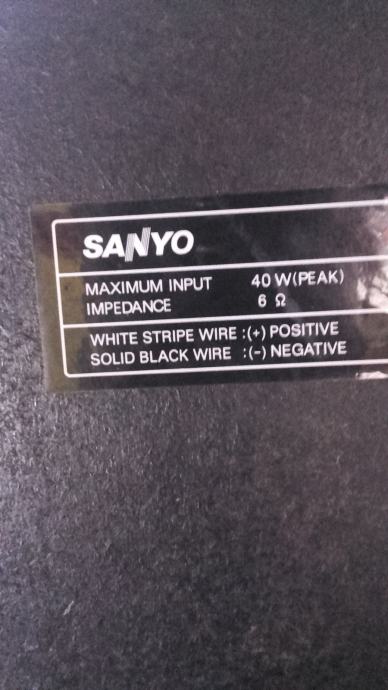 SANYO
MAXIMUM INPUT 40 W(PEAK)
IMPEDANCE 6 Ω
WHITE STRIPE WIRE :(+) POSITIVE
SOLID BLACK WIRE :(-) NEGATIVE